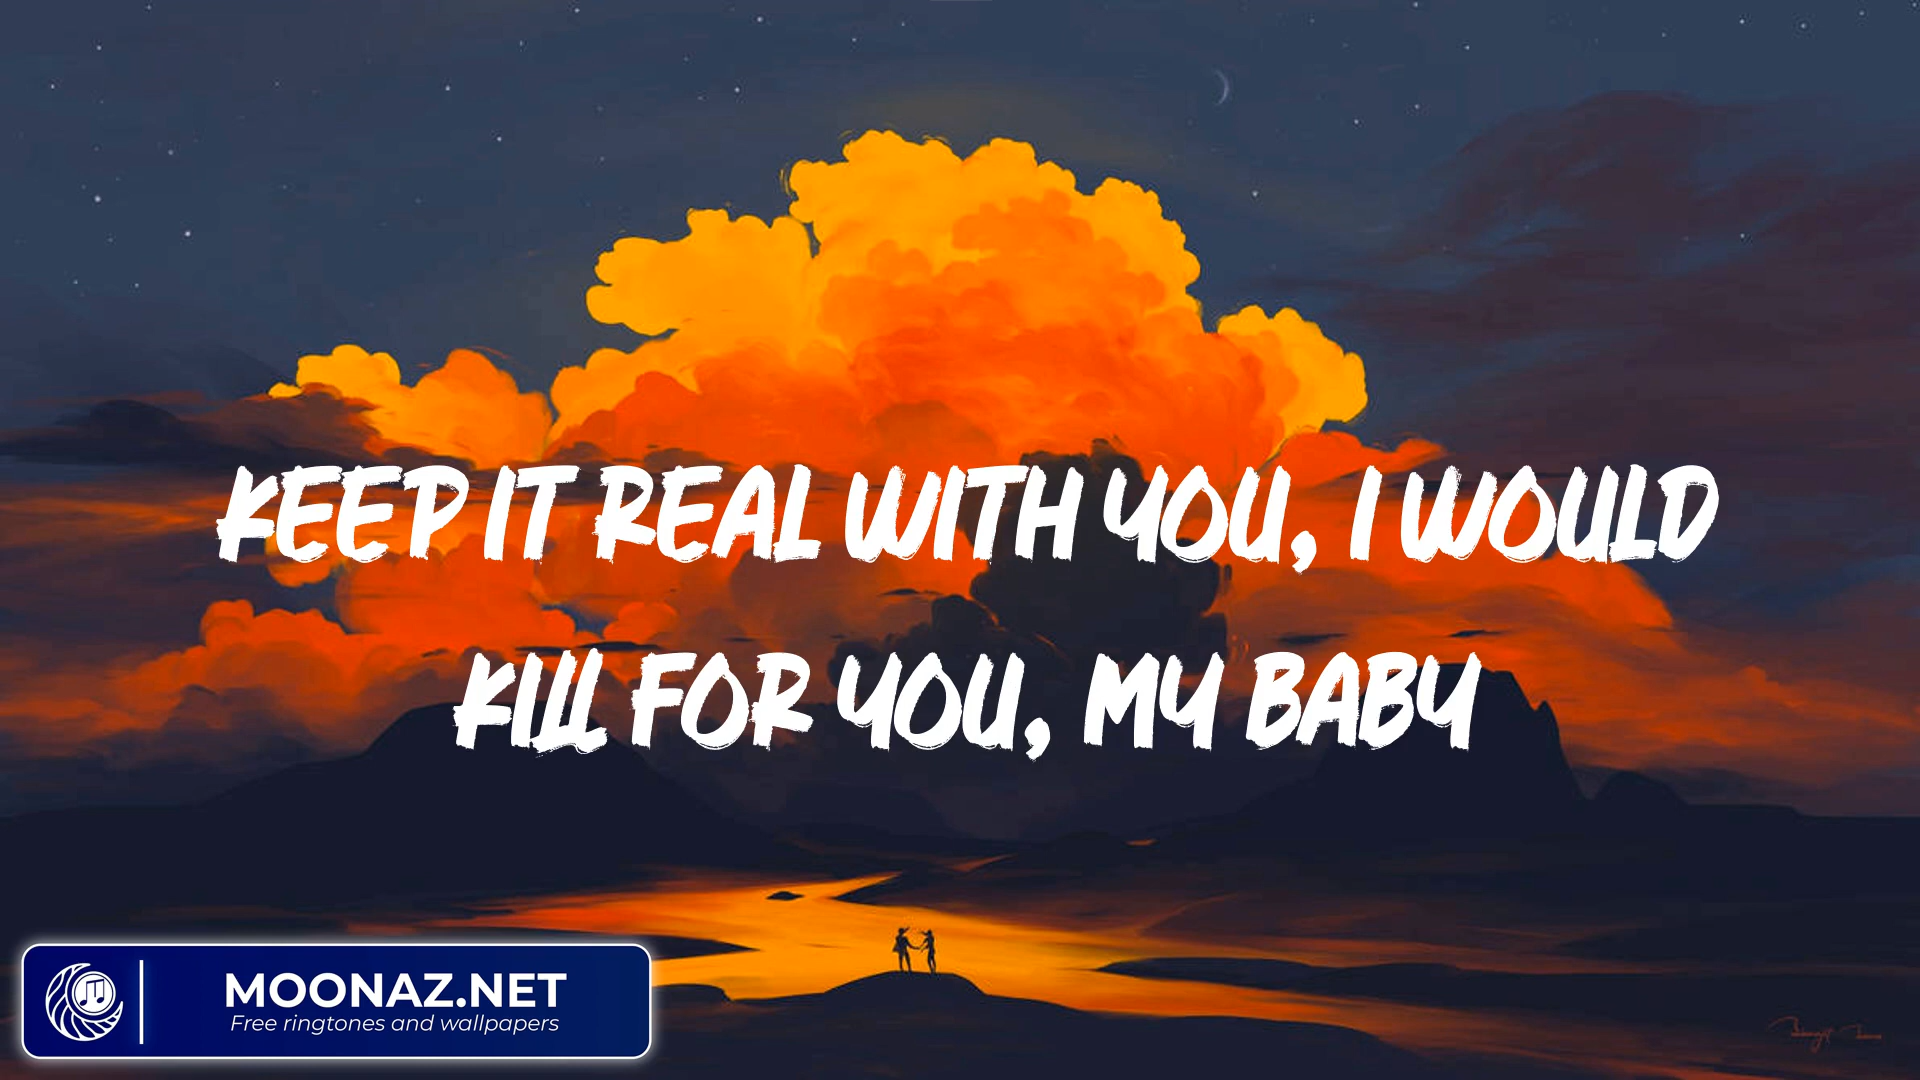 KEEP IT REAL WITH YOU, I WOULD
KILL FOR YOU, MY BABY
MOONAZ.NET
Free ringtones and wallpapers